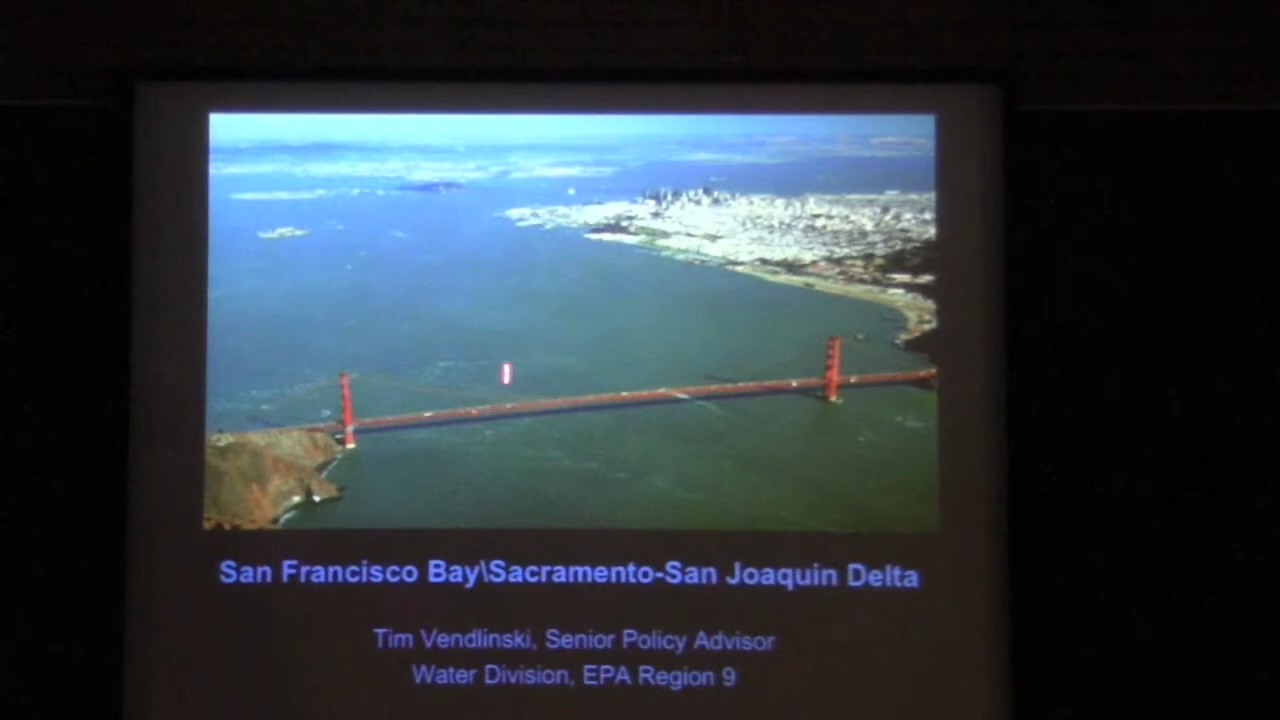 San Francisco Bay\Sacramento-San Joaquin Delta
Tim Vendlinski, Senior Policy Advisor
Water Division, EPA Region 9